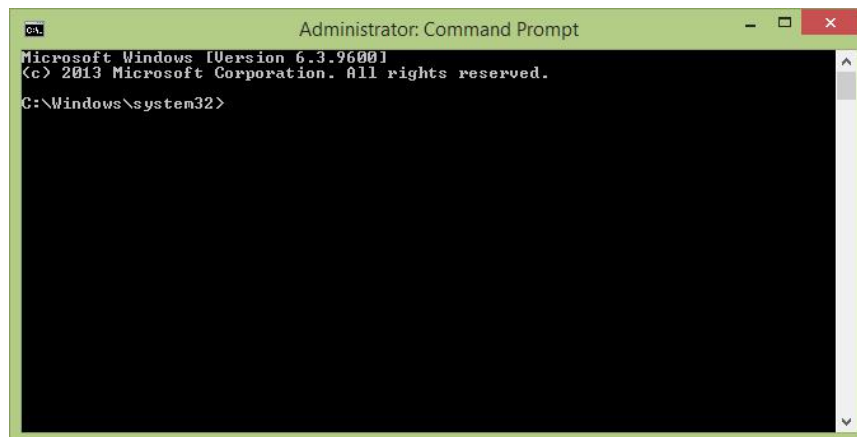 Administrator: Command Prompt
Microsoft Windows [Version 6.3.9600]
(c) 2013 Microsoft Corporation. All rights reserved.
C:\Windows\system32>